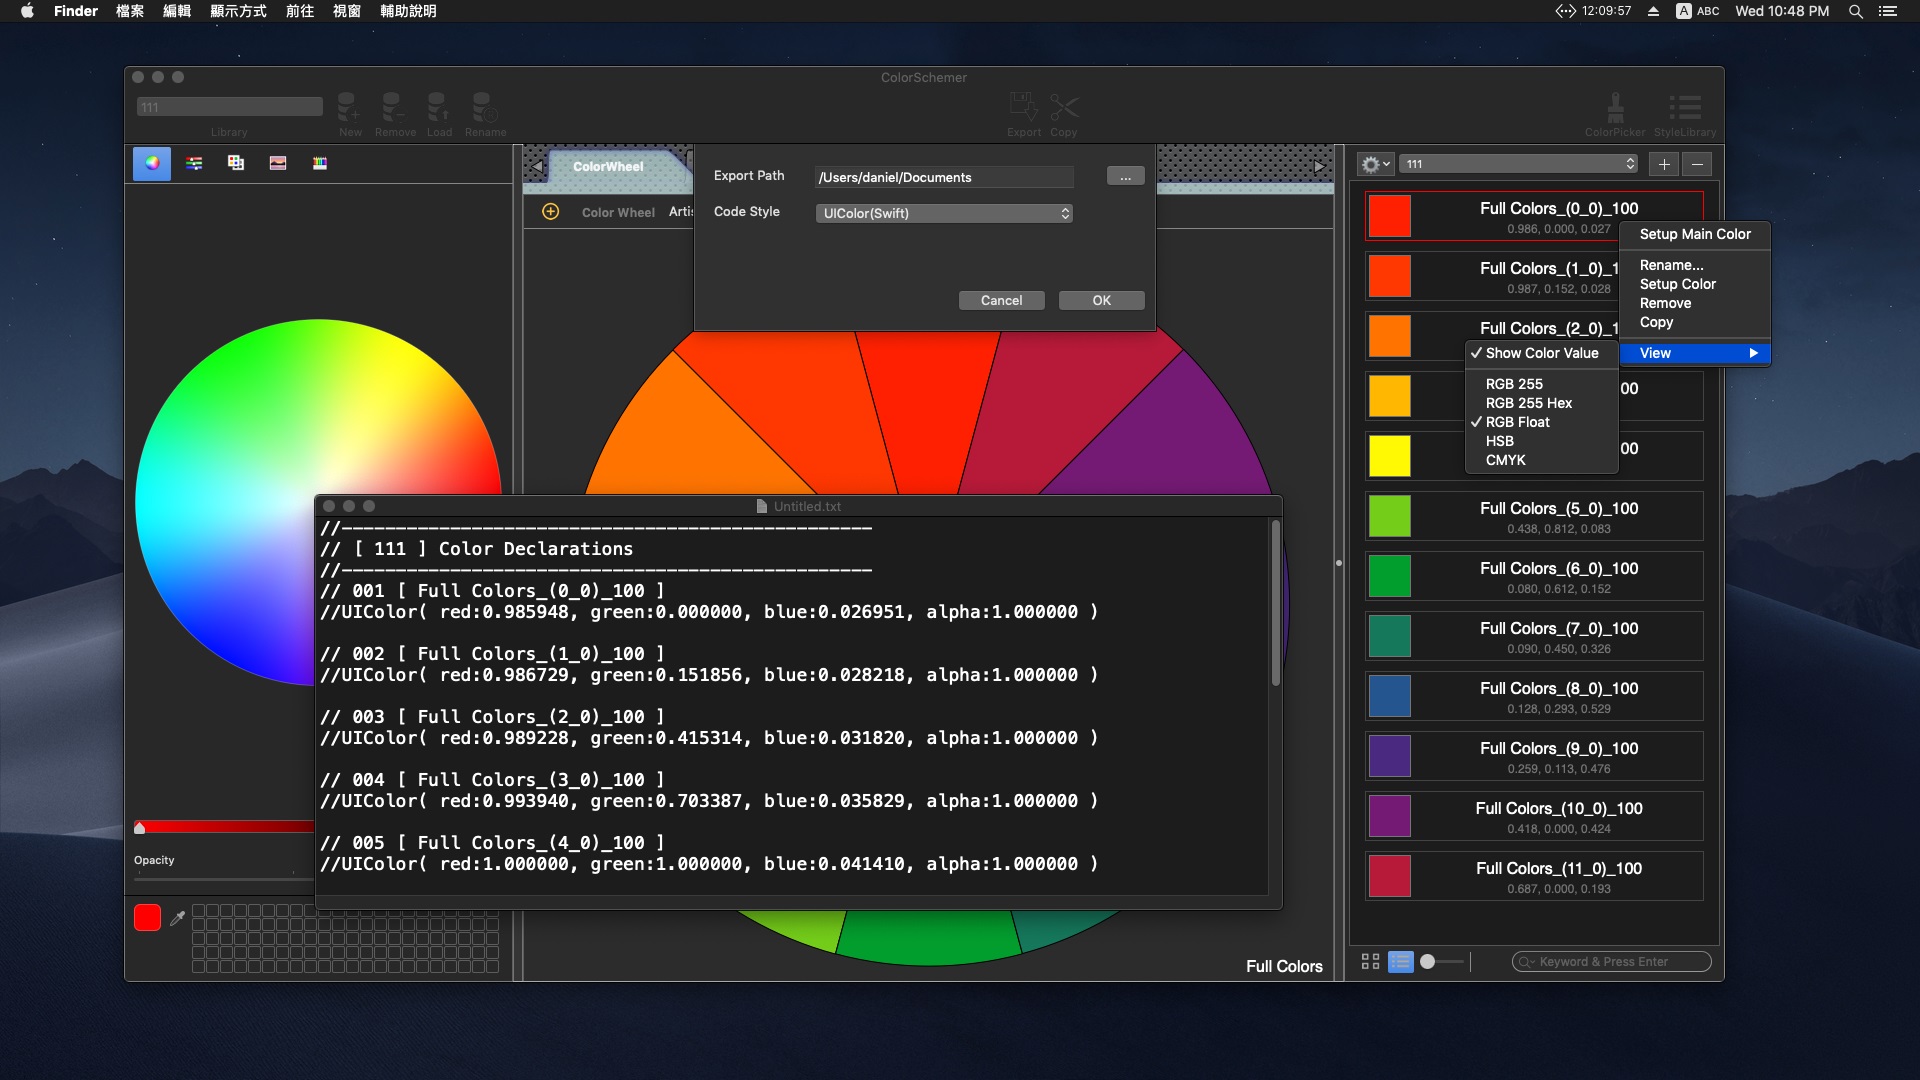 Finder 檔案 編輯 顯示方式 前往 視窗 輔助說明 12:09:57 A ABC Wed 10:48 PM
ColorSchemer
111
Library New Remove Load Rename Export Copy ColorPicker StyleLibrary
ColorWheel
Color Wheel Artis
Export Path /Users/daniel/Documents ...
Code Style UIColor(Swift)
Cancel OK
111
Full Colors_(0_0)_100
0.986, 0.000, 0.027
Full Colors_(1_0)_1
0.987, 0.152, 0.028
Full Colors_(2_0)_1
00
00
Full Colors_(5_0)_100
0.438, 0.812, 0.083
Full Colors_(6_0)_100
0.080, 0.612, 0.152
Full Colors_(7_0)_100
0.090, 0.450, 0.326
Full Colors_(8_0)_100
0.128, 0.293, 0.529
Full Colors_(9_0)_100
0.259, 0.113, 0.476
Full Colors_(10_0)_100
0.418, 0.000, 0.424
Full Colors_(11_0)_100
0.687, 0.000, 0.193
Keyword & Press Enter
Setup Main Color
Rename...
Setup Color
Remove
Copy
View
Show Color Value
RGB 255
RGB 255 Hex
RGB Float
HSB
CMYK
Untitled.txt
//-------------------------------------------------
// [ 111 ] Color Declarations
//-------------------------------------------------
// 001 [ Full Colors_(0_0)_100 ]
//UIColor( red:0.985948, green:0.000000, blue:0.026951, alpha:1.000000 )
// 002 [ Full Colors_(1_0)_100 ]
//UIColor( red:0.986729, green:0.151856, blue:0.028218, alpha:1.000000 )
// 003 [ Full Colors_(2_0)_100 ]
//UIColor( red:0.989228, green:0.415314, blue:0.031820, alpha:1.000000 )
// 004 [ Full Colors_(3_0)_100 ]
//UIColor( red:0.993940, green:0.703387, blue:0.035829, alpha:1.000000 )
// 005 [ Full Colors_(4_0)_100 ]
//UIColor( red:1.000000, green:1.000000, blue:0.041410, alpha:1.000000 )
Opacity
Full Colors